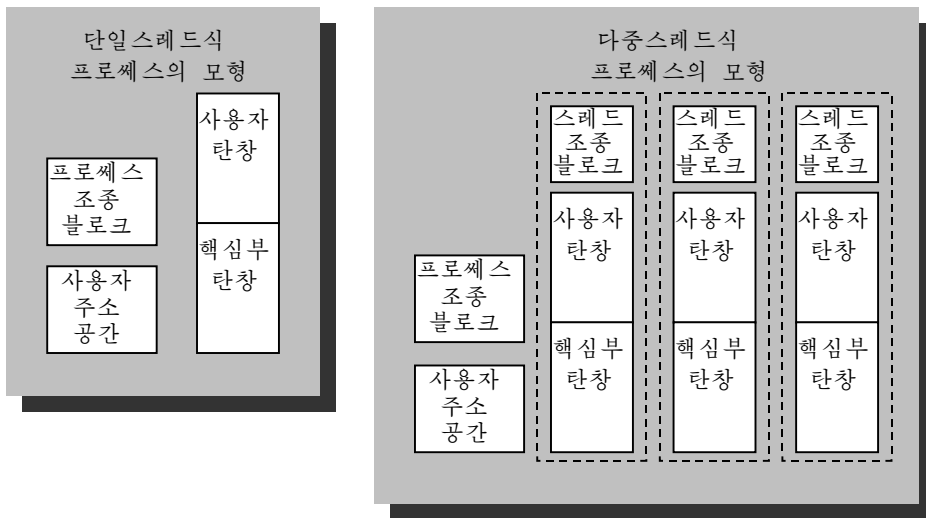 단일스레드식
프로쎄스의 모형
사용자
탄창
프로쎄스
조종
블로크
핵심부
탄창
사용자
주소
공간
다중스레드식
프로쎄스의 모형
스레드
조종
블로크
스레드
조종
블로크
스레드
조종
블로크
사용자
탄창
사용자
탄창
사용자
탄창
프로쎄스
조종
블로크
핵심부
탄창
핵심부
탄창
핵심부
탄창
사용자
주소
공간